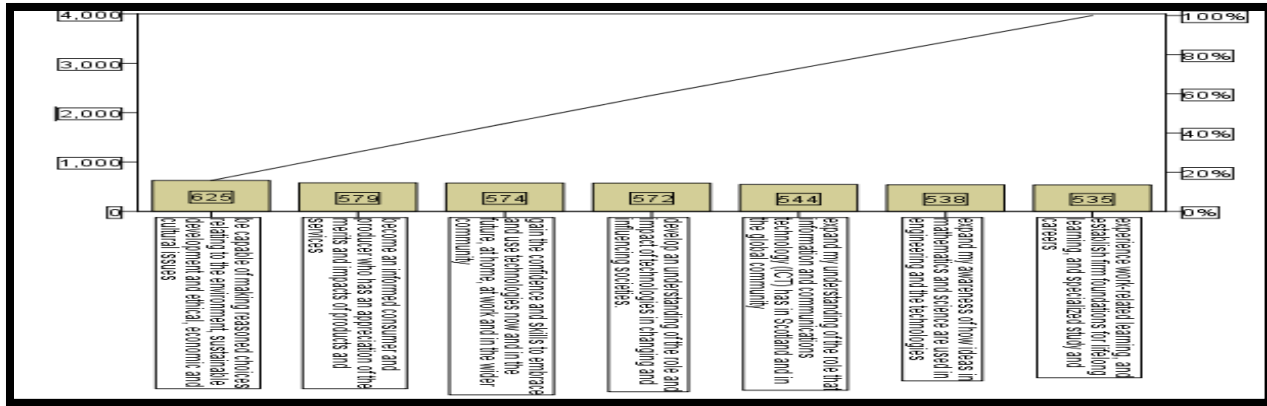 4,000
3,000
2,000
1,000
0
100%
80%
60%
40%
20%
0%
625
579
574
572
544
538
535
be capable of making reasoned choices
relating to the environment, sustainable
development and ethical, economic and
cultural issues
become an informed consumer and
producer who has an appreciation of the
merits and impacts of products and
services
gain the confidence and skills to embrace
and use technologies now and in the
future, at home, at work and in the wider
community
develop an understanding of the role and
impact of technologies in changing and
influencing societies.
expand my understanding of the role that
information and communications
technology (ICT) has in Scotland and in
the global community
expand my awareness of how ideas in
mathematics and science are used in
engineering and the technologies
experience work-related learning, and
establish firm foundations for lifelong
learning, and specialized study and
careers